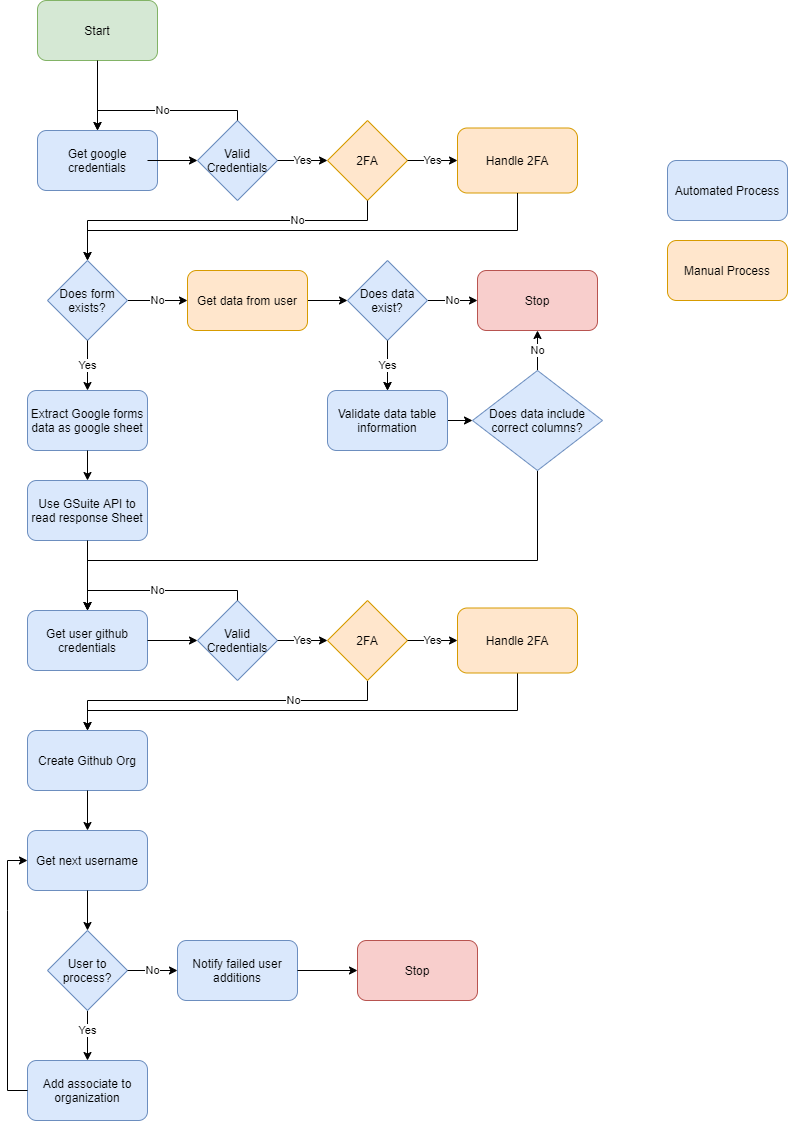 Start
No
Get google
credentials
Valid
Credentials
Yes
2FA
Yes
Handle 2FA
Automated Process
No
Manual Process
Does form
exists?
No
Get data from user
Does data
exist?
No
Stop
Yes
Yes
No
Extract Google forms
data as google sheet
Validate data table
information
Does data include
correct columns?
Use GSuite API to
read response Sheet
No
Get user github
credentials
Valid
Credentials
Yes
2FA
Yes
Handle 2FA
No
Create Github Org
Get next username
User to
process?
No
Notify failed user
additions
Stop
Yes
Add associate to
organization